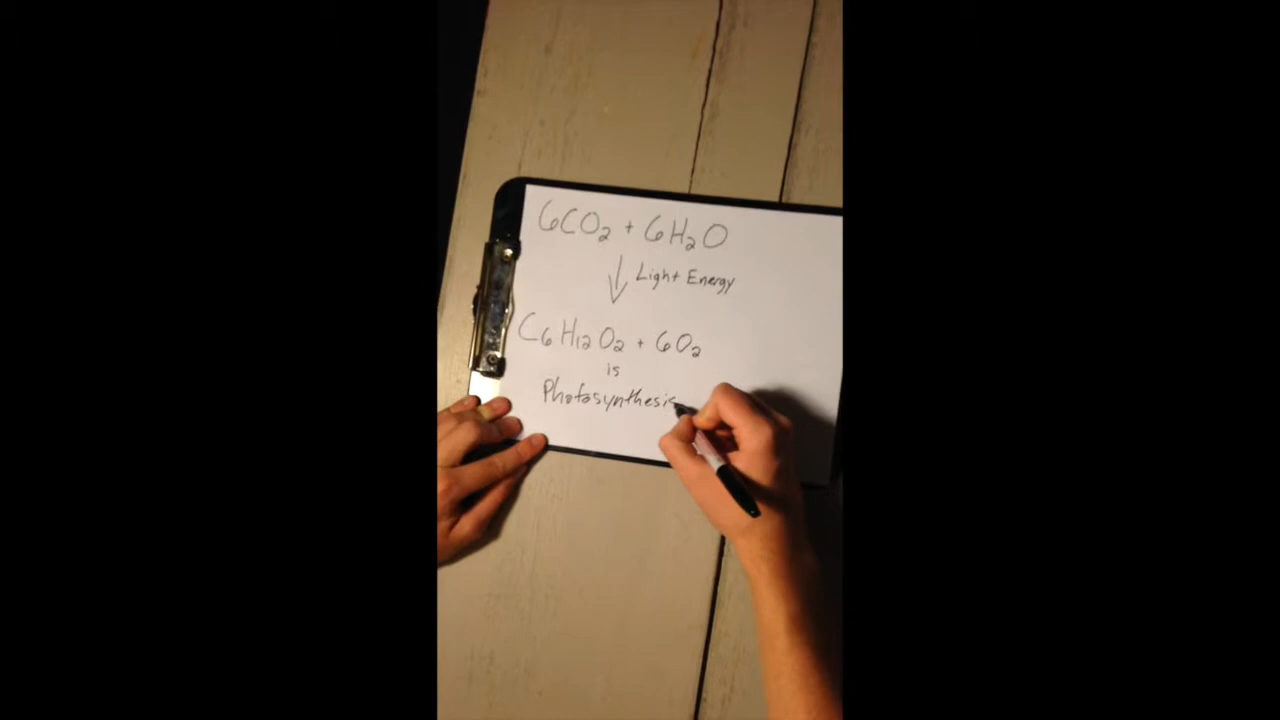 6CO₂ + 6H₂O
↓ Light Energy
C₆H₁₂O₂ + 6O₂
is
Photosynthesis